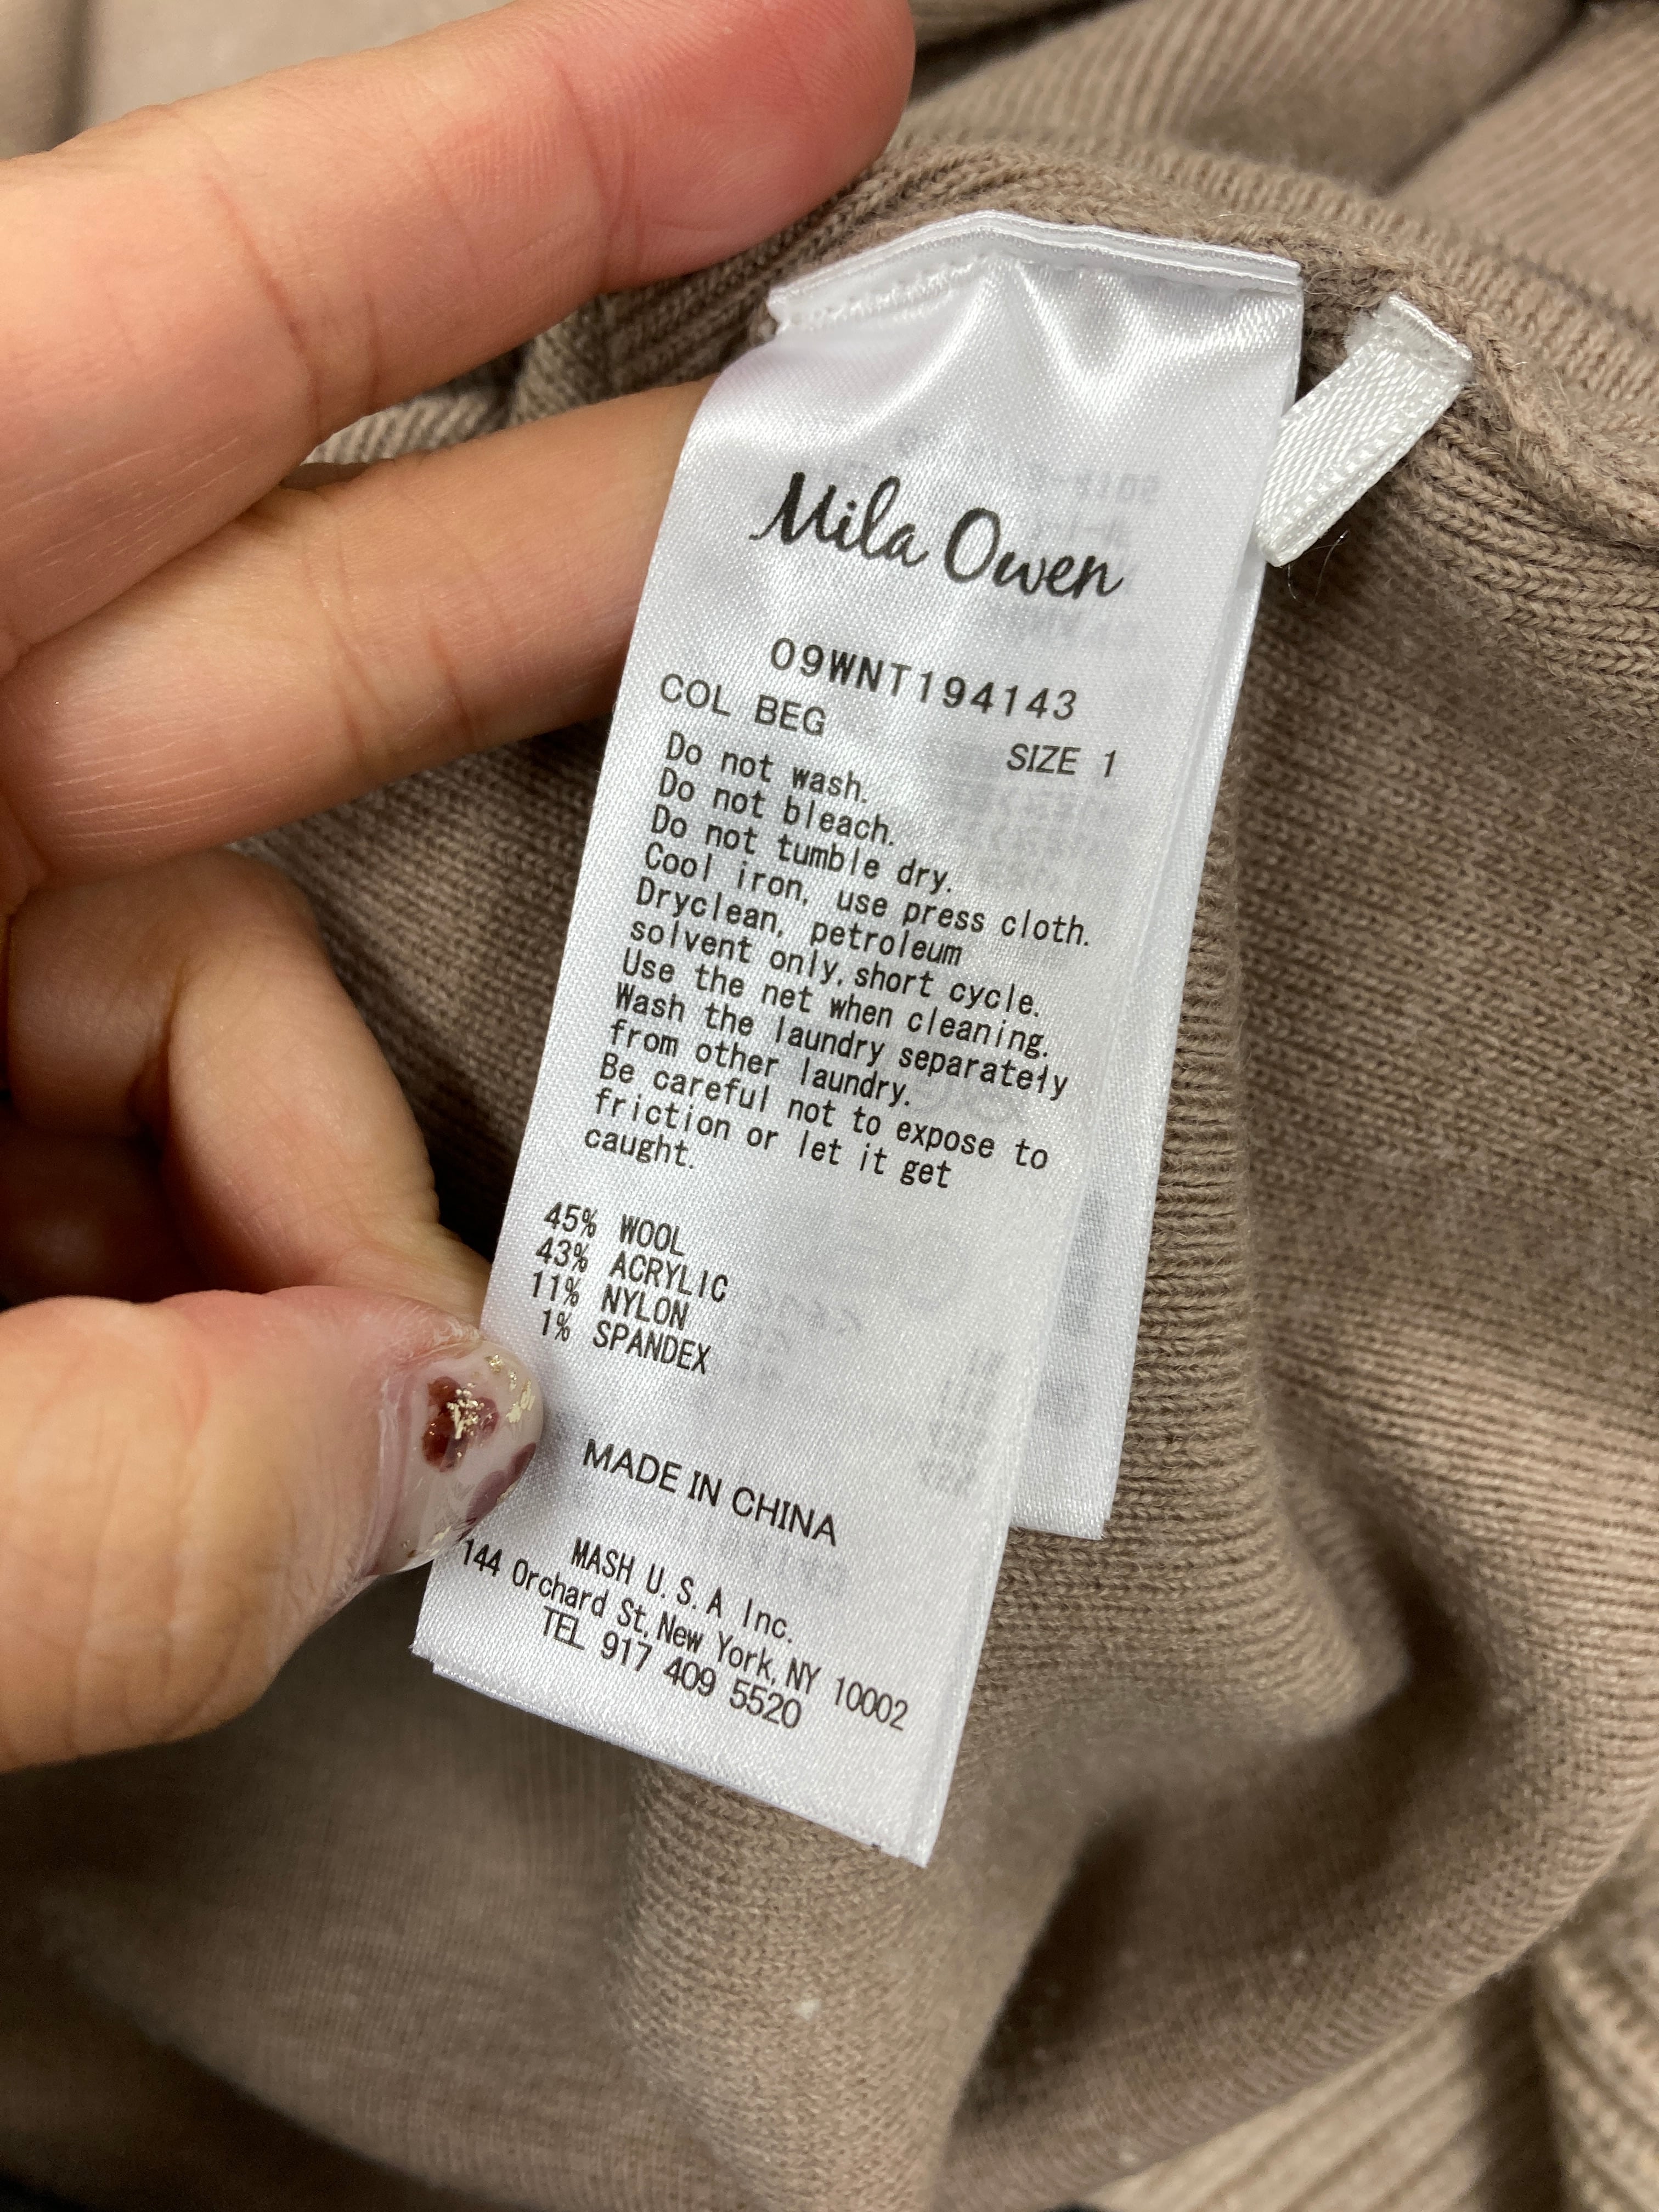 Mila Owen
09WNT194143
COL BEG
SIZE 1
Do not wash.
Do not bleach.
Do not tumble dry.
Cool iron, use press cloth.
Dryclean, petroleum
solvent only, short cycle.
Use the net when cleaning.
Wash the laundry separately
from other laundry.
Be careful not to expose to
friction or let it get
caught.
45% WOOL
43% ACRYLIC
11% NYLON
1% SPANDEX
MADE IN CHINA
MASH U.S.A Inc.
144 Orchard St, New York, NY 10002
TEL 917 409 5520